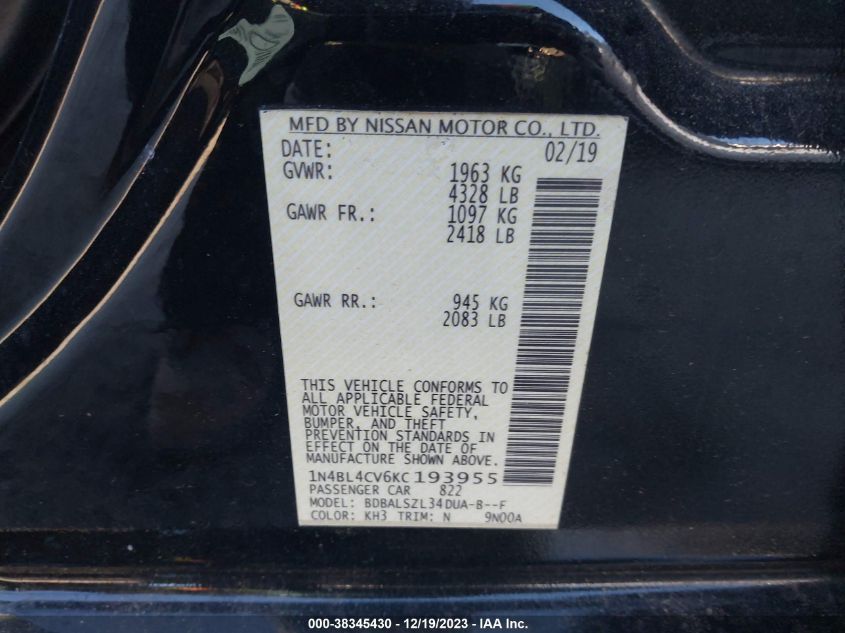 MFD BY NISSAN MOTOR CO., LTD.
DATE: 02/19
GVWR: 1963 KG
4328 LB
GAWR FR.: 1097 KG
2418 LB
GAWR RR.: 945 KG
2083 LB
THIS VEHICLE CONFORMS TO
ALL APPLICABLE FEDERAL
MOTOR VEHICLE SAFETY,
BUMPER, AND THEFT
PREVENTION STANDARDS IN
EFFECT ON THE DATE OF
MANUFACTURE SHOWN ABOVE.
1N4BL4CV6KC193955
PASSENGER CAR 822
MODEL: BDBALSZL34DUA-B--F
COLOR: KH3 TRIM: N 9N00A
000-38345430 - 12/19/2023 - IAA Inc.